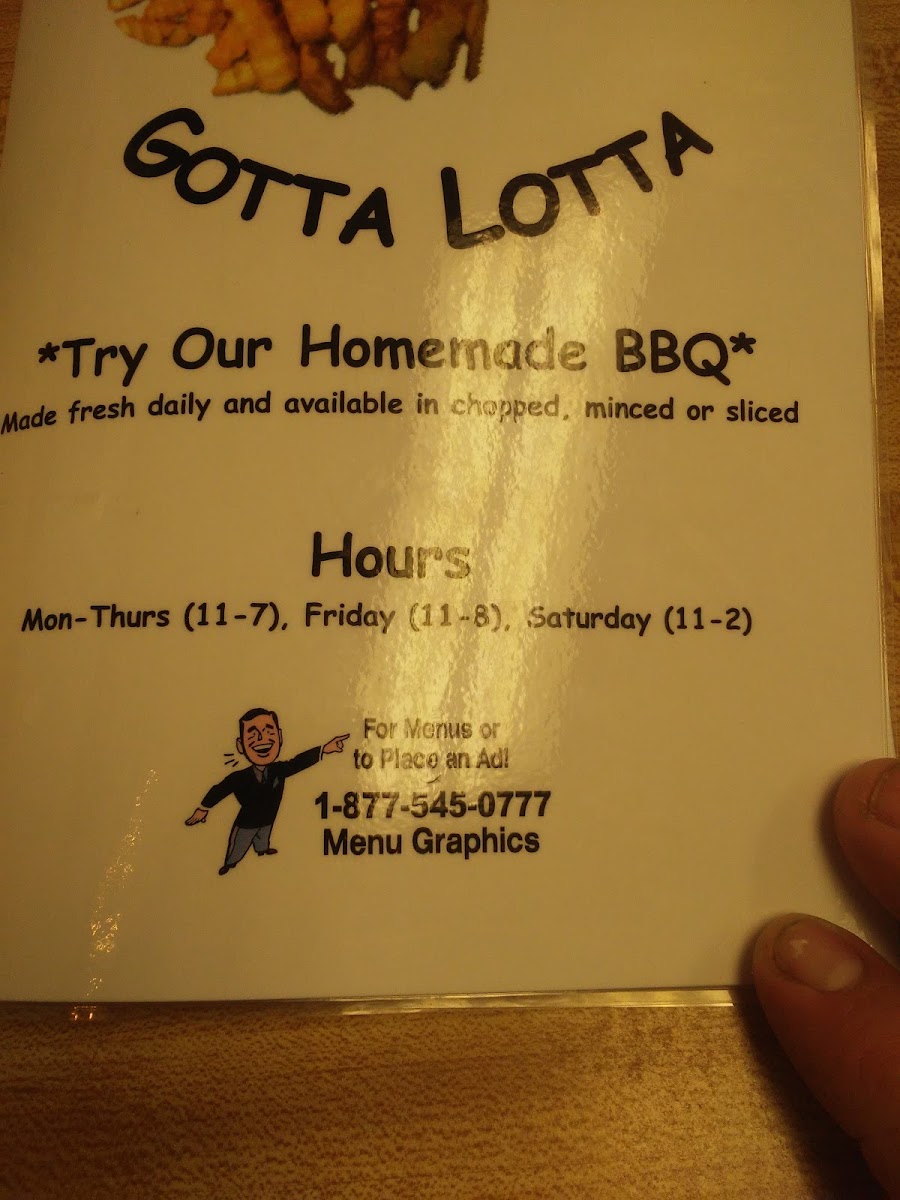 GOTTA LOTTA
*Try Our Homemade BBQ*
Made fresh daily and available in chopped, minced or sliced
Hours
Mon-Thurs (11-7), Friday (11-8), Saturday (11-2)
For Menus or
to Place an Ad!
1-877-545-0777
Menu Graphics